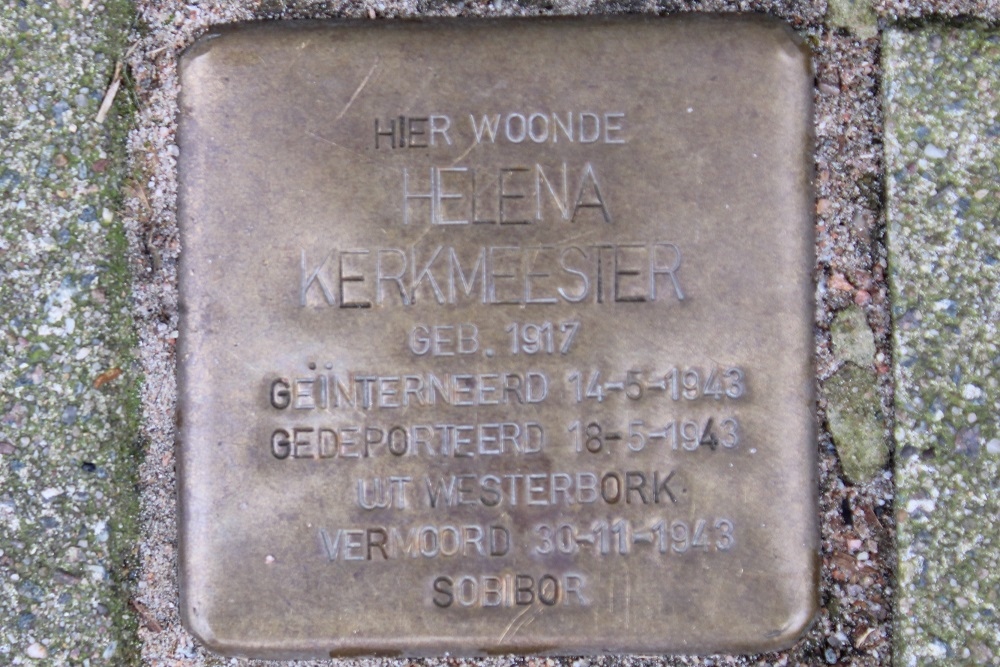 HIER WOONDE
HELENA
KERKMEESTER
GEB. 1917
GEÏNTERNEERD 14-5-1943
GEDEPORTEERD 18-5-1943
UIT WESTERBORK
VERMOORD 30-11-1943
SOBIBOR